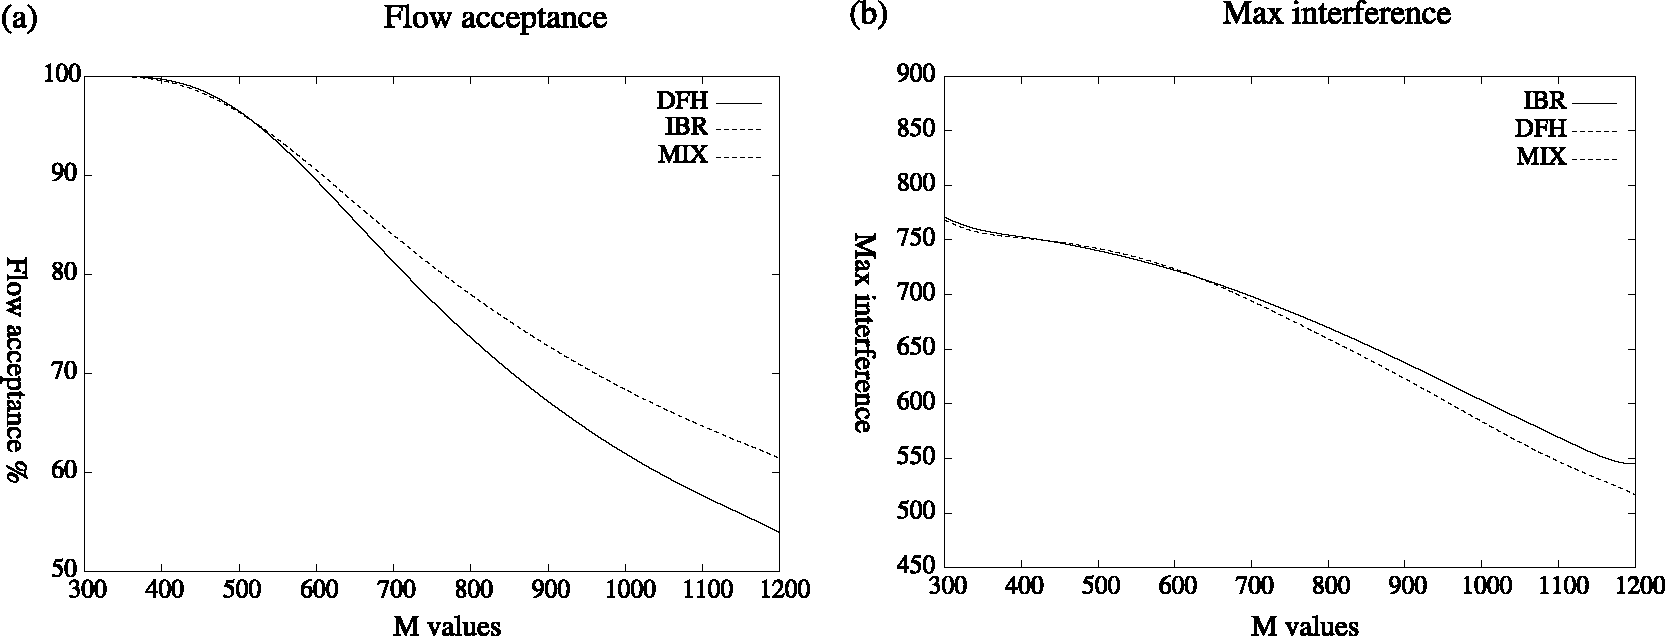 (a) Flow acceptance
100
90
80
70
60
50
Flow acceptance %
DFH
IBR
MIX
300 400 500 600 700 800 900 1000 1100 1200
M values
(b) Max interference
900
850
800
750
700
650
600
550
500
450
Max interference
IBR
DFH
MIX
300 400 500 600 700 800 900 1000 1100 1200
M values